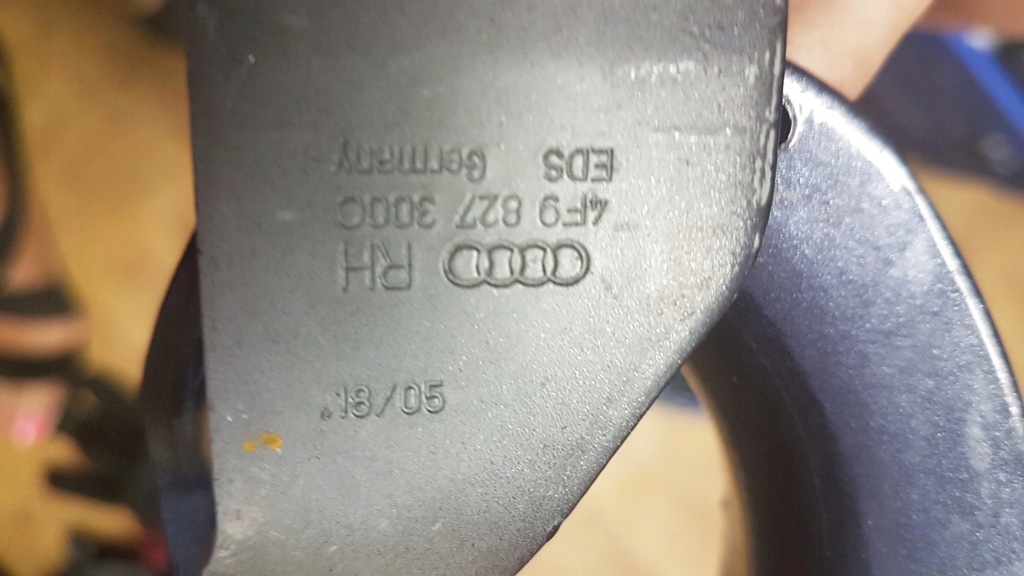 RH
4F9 827 300C
EDS Germany
18/05